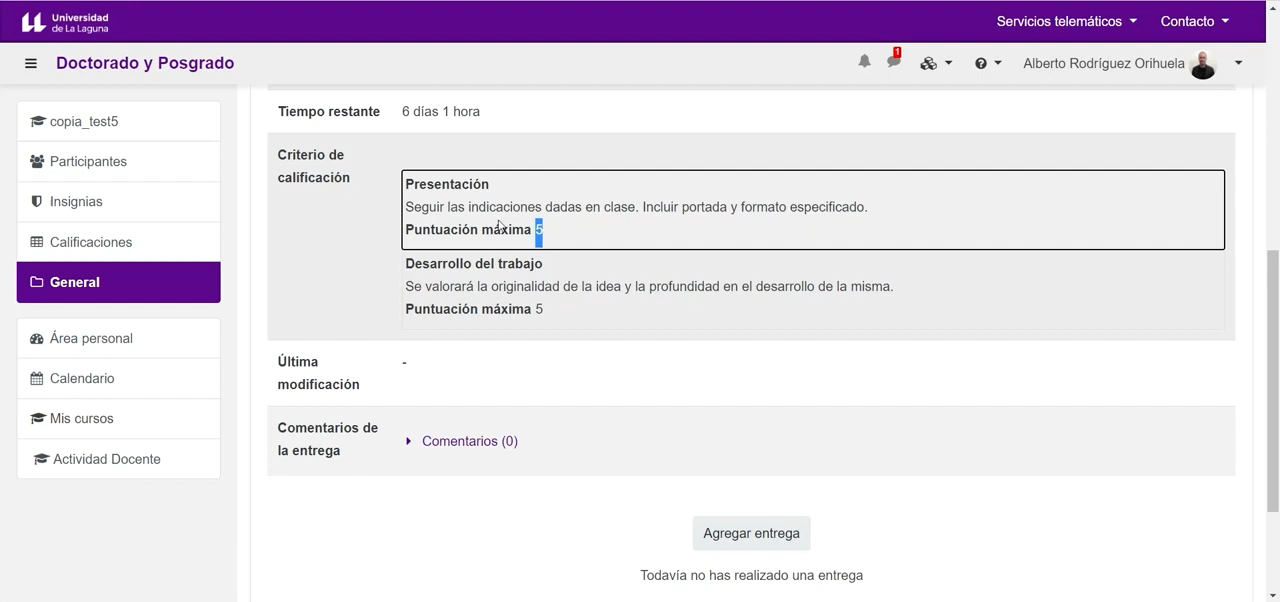 Universidad
de La Laguna
Servicios telemáticos
Contacto
Doctorado y Posgrado
1
Alberto Rodríguez Orihuela
copia_test5
Participantes
Insignias
Calificaciones
General
Área personal
Calendario
Mis cursos
Actividad Docente
Tiempo restante 6 días 1 hora
Criterio de
calificación
Presentación
Seguir las indicaciones dadas en clase. Incluir portada y formato especificado.
Puntuación máxima 5
Desarrollo del trabajo
Se valorará la originalidad de la idea y la profundidad en el desarrollo de la misma.
Puntuación máxima 5
Última
modificación
-
Comentarios de
la entrega
Comentarios (0)
Agregar entrega
Todavía no has realizado una entrega